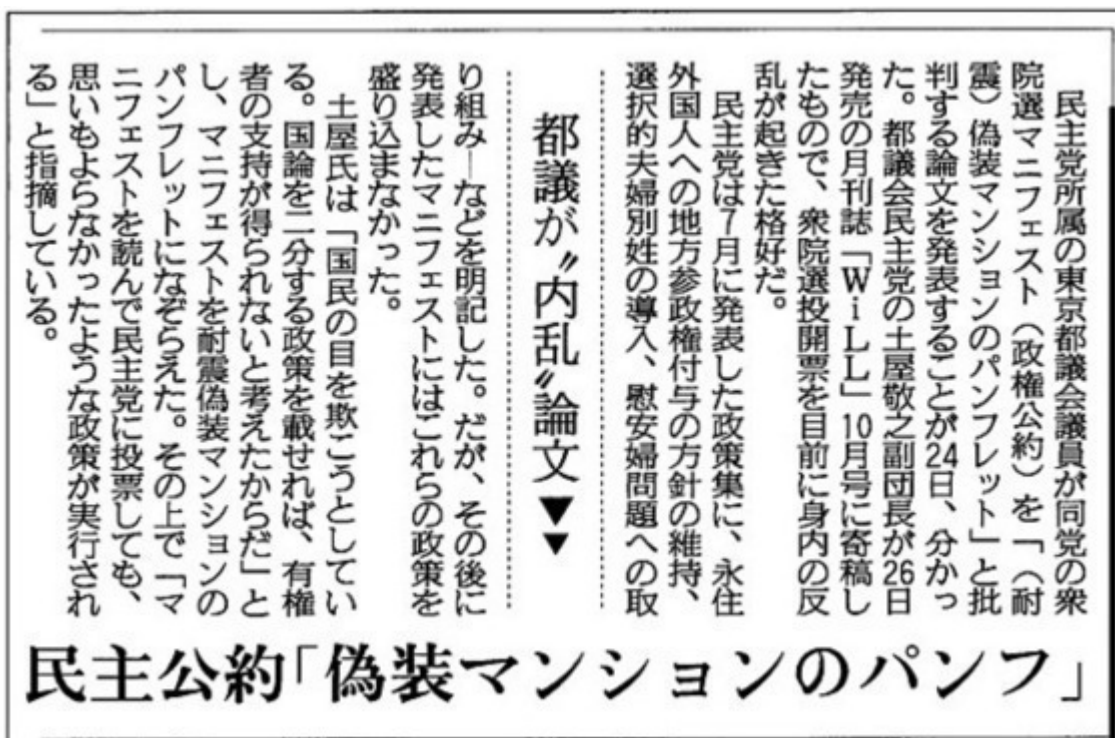 民主公約「偽装マンションのパンフ」
都議が〝内乱〟論文▼▼
民主党所属の東京都議会議員が同党の衆
院選マニフェスト（政権公約）を「（耐
震）偽装マンションのパンフレット」と批
判する論文を発表することが24日、分かっ
た。都議会民主党の土屋敬之副団長が26日
発売の月刊誌「WiLL」10月号に寄稿し
たもので、衆院選投開票を目前に身内の反
乱が起きた格好だ。
民主党は7月に発表した政策集に、永住
外国人への地方参政権付与の方針の維持、
選択的夫婦別姓の導入、慰安婦問題への取
り組み―などを明記した。だが、その後に
発表したマニフェストにはこれらの政策を
盛り込まなかった。
土屋氏は「国民の目を欺こうとしてい
る。国論を二分する政策を載せれば、有権
者の支持が得られないと考えたからだ」と
し、マニフェストを耐震偽装マンションの
パンフレットになぞらえた。その上で「マ
ニフェストを読んで民主党に投票しても、
思いもよらなかったような政策が実行され
る」と指摘している。